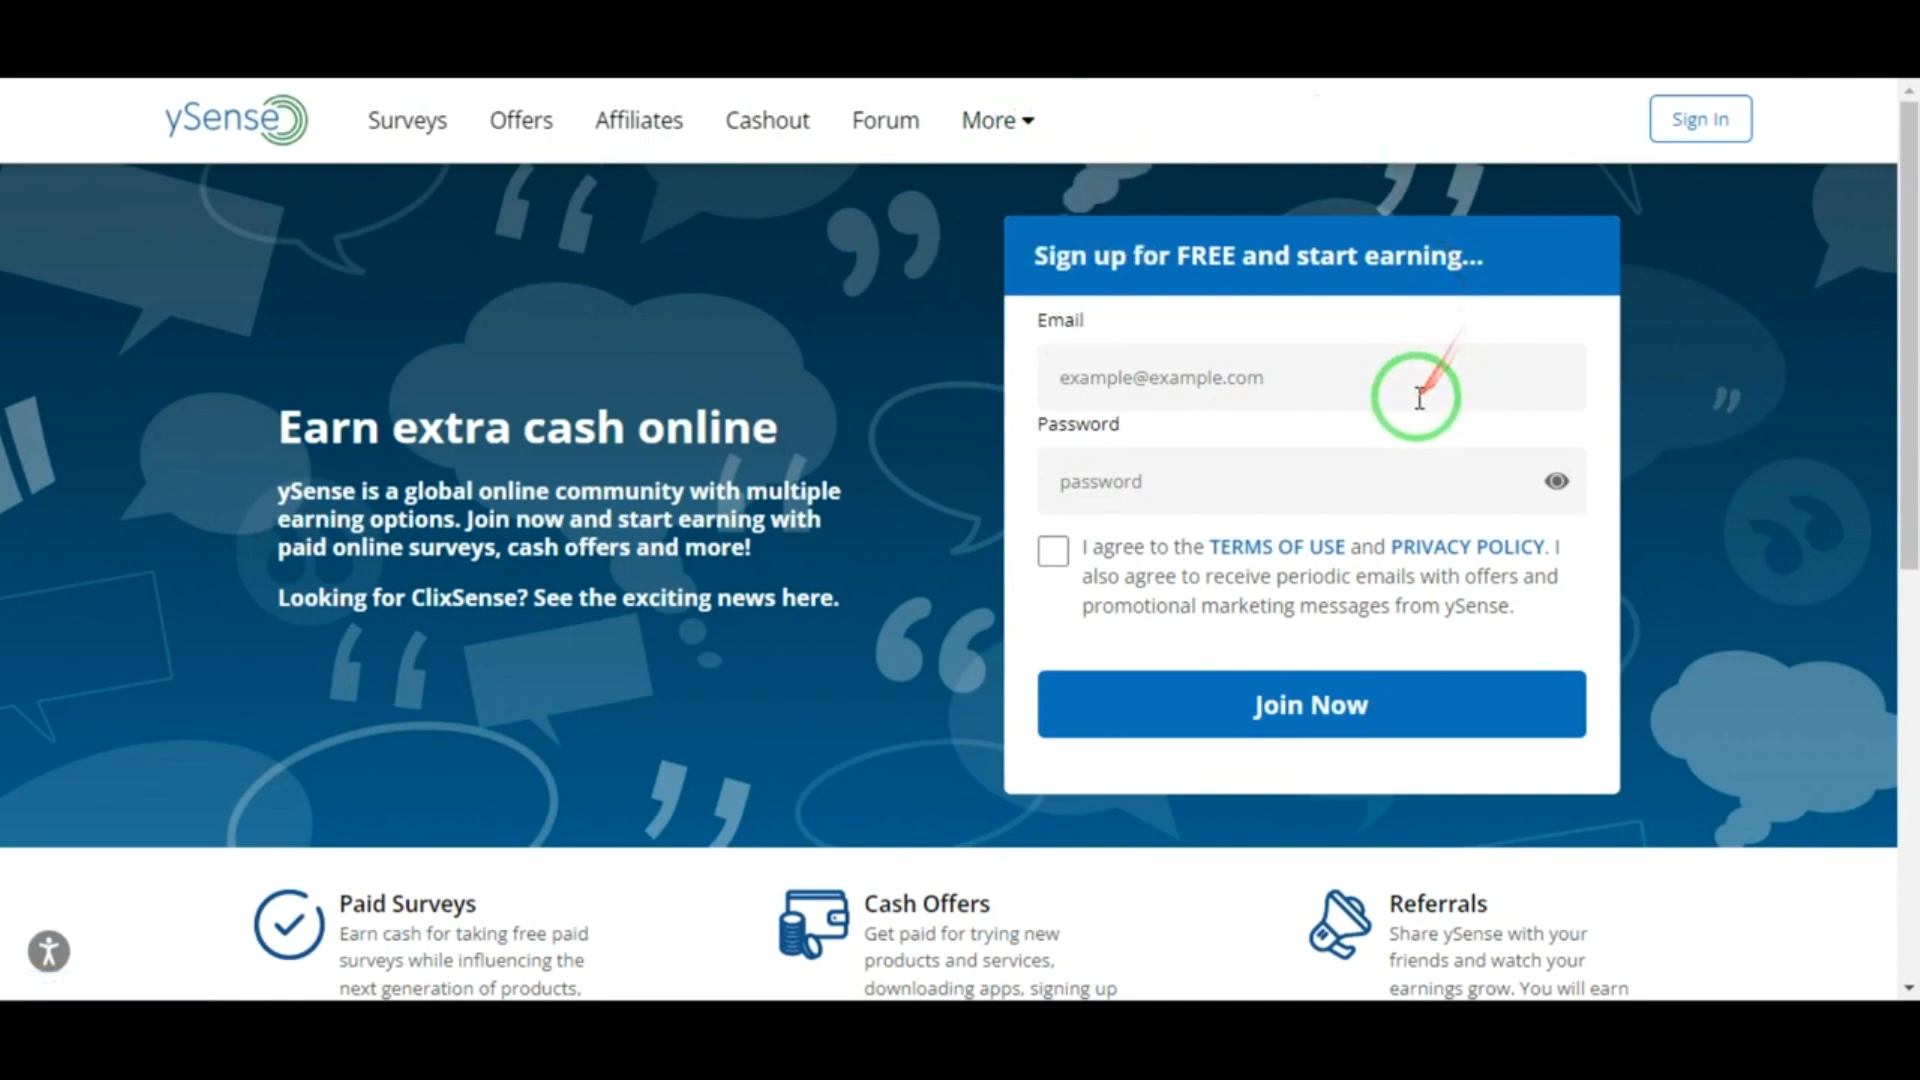 ySense
Surveys
Offers
Affiliates
Cashout
Forum
More
Sign In
Sign up for FREE and start earning...
Email
example@example.com
Password
password
I agree to the TERMS OF USE and PRIVACY POLICY. I
also agree to receive periodic emails with offers and
promotional marketing messages from ySense.
Join Now
Earn extra cash online
ySense is a global online community with multiple
earning options. Join now and start earning with
paid online surveys, cash offers and more!
Looking for ClixSense? See the exciting news here.
Paid Surveys
Earn cash for taking free paid
surveys while influencing the
next generation of products,
Cash Offers
Get paid for trying new
products and services,
downloading apps, signing up
Referrals
Share ySense with your
friends and watch your
earnings grow. You will earn